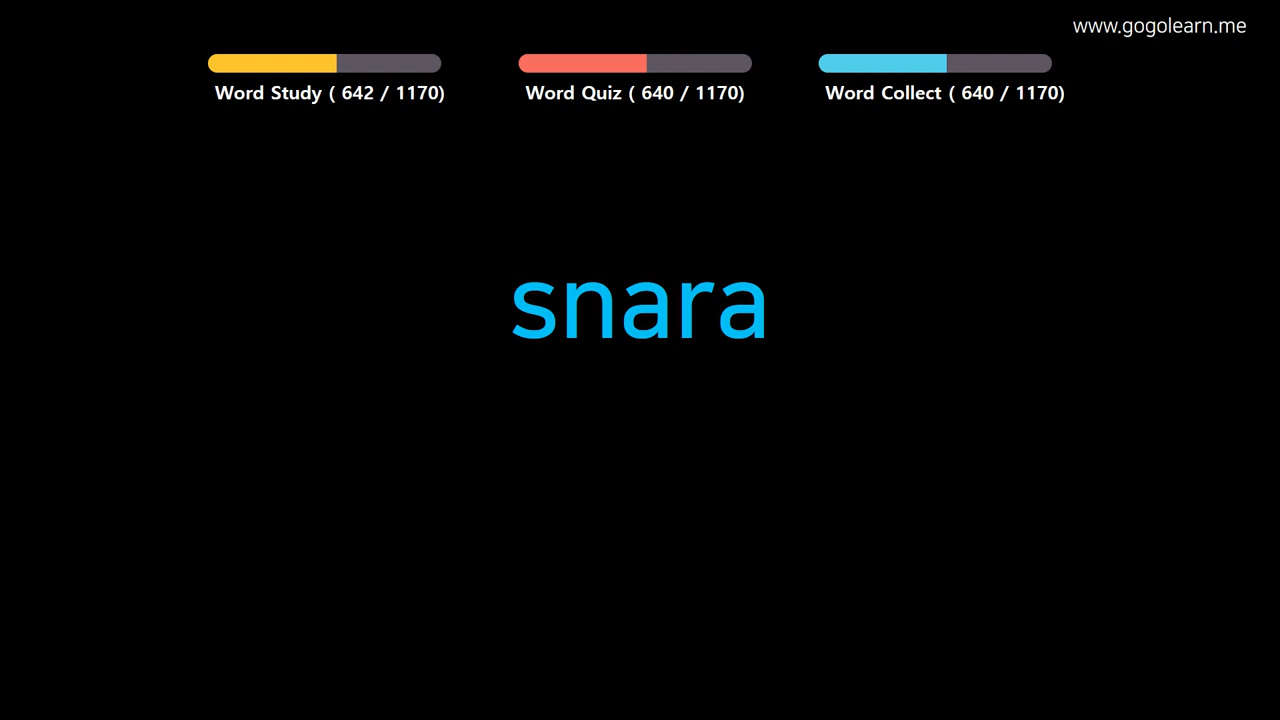 www.gogolearn.me
Word Study ( 642 / 1170)
Word Quiz ( 640 / 1170)
Word Collect ( 640 / 1170)
snara